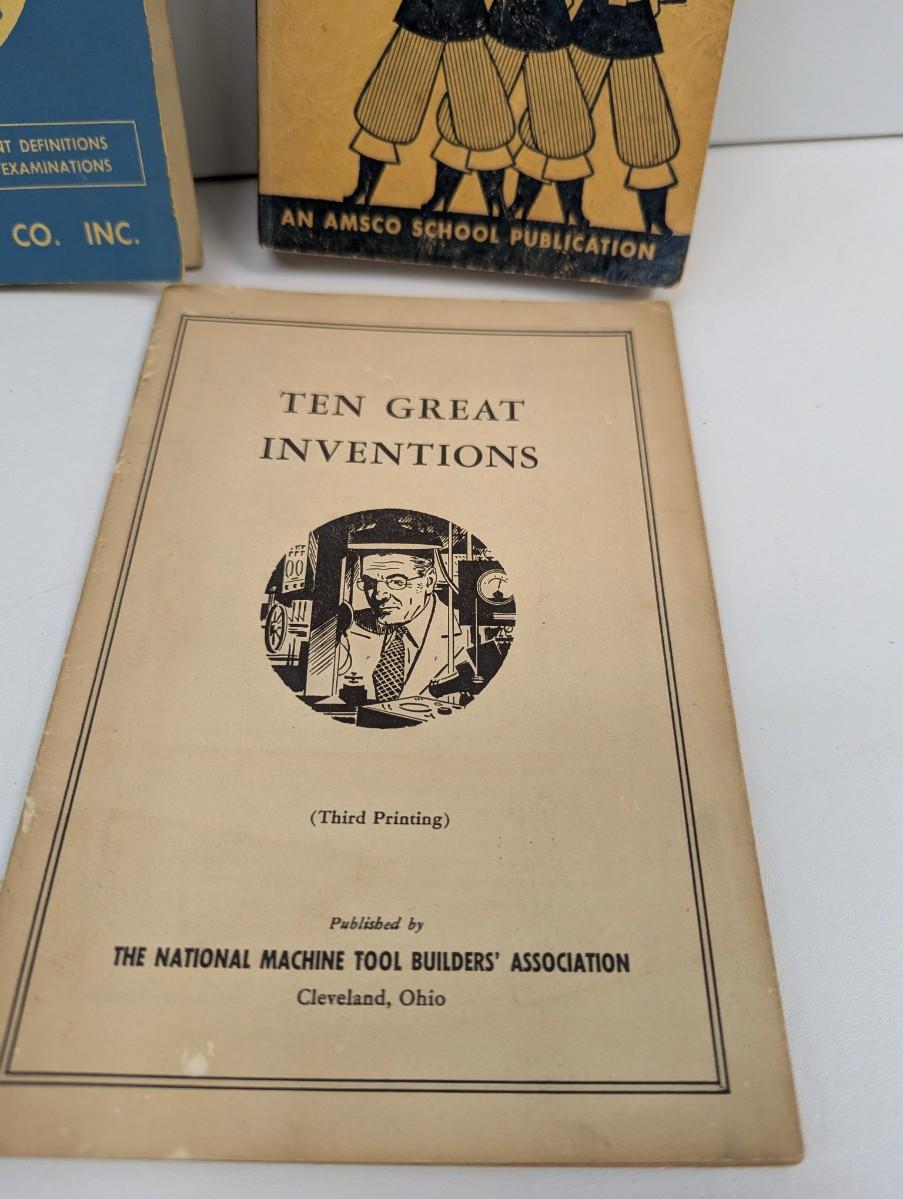 NT DEFINITIONS
EXAMINATIONS
CO. INC.
AN AMSCO SCHOOL PUBLICATION
TEN GREAT
INVENTIONS
(Third Printing)
Published by
THE NATIONAL MACHINE TOOL BUILDERS' ASSOCIATION
Cleveland, Ohio